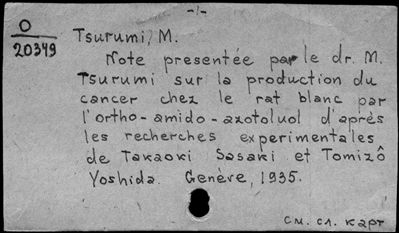 -1-
O
20349
Tsurumi, M.
Note presentée par le dr. M.
Tsurumi sur la production du
cancer chez le rat blanc par
l'ortho-amido-azotoluol d'après
les recherches experimentales
de Takaoki Sasaki et Tomizô
Yoshida. Genève, 1935.
См. сл. карт